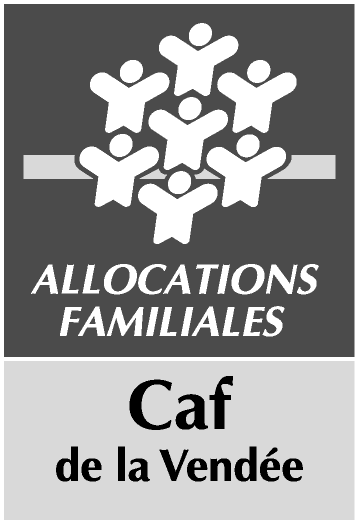 ALLOCATIONS
FAMILIALES
Caf
de la Vendée